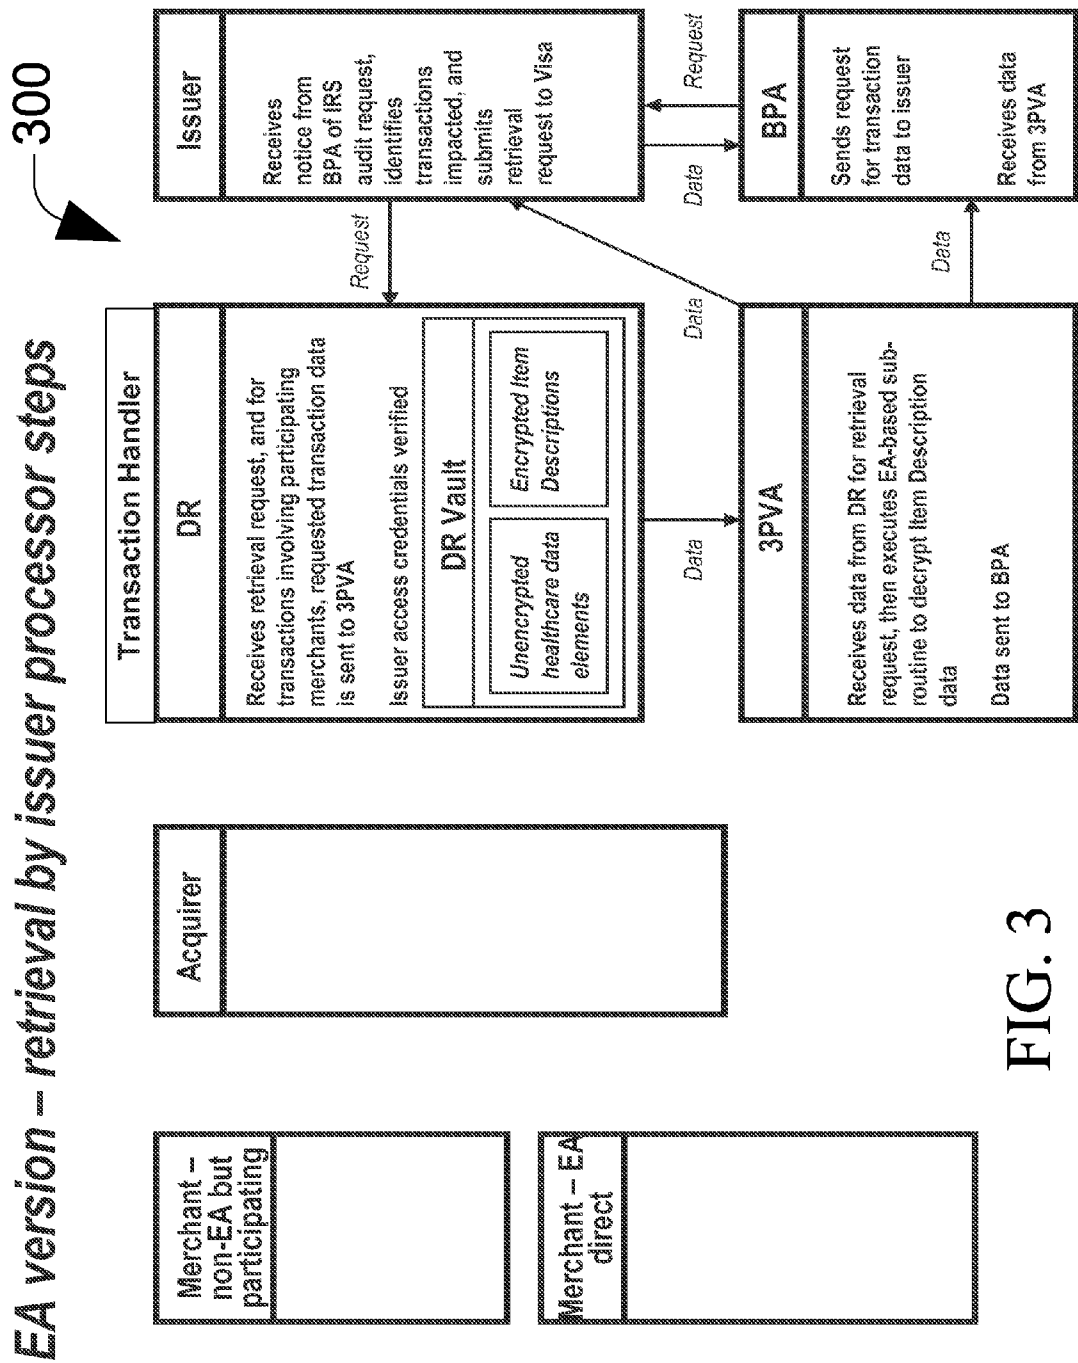 EA version – retrieval by issuer processor steps
300
Merchant –
non-EA but
participating
Merchant – EA
direct
Acquirer
Transaction Handler
DR
Receives retrieval request, and for
transactions involving participating
merchants, requested transaction data
is sent to 3PVA
Issuer access credentials verified
DR Vault
Unencrypted
healthcare data
elements
Encrypted Item
Descriptions
Request
Issuer
Receives
notice from
BPA of IRS
audit request,
identifies
transactions
impacted, and
submits
retrieval
request to Visa
Data
Data
Data
Request
3PVA
Receives data from DR for retrieval
request, then executes EA-based sub-
routine to decrypt Item Description
data
Data sent to BPA
Data
BPA
Sends request
for transaction
data to issuer
Receives data
from 3PVA
FIG. 3